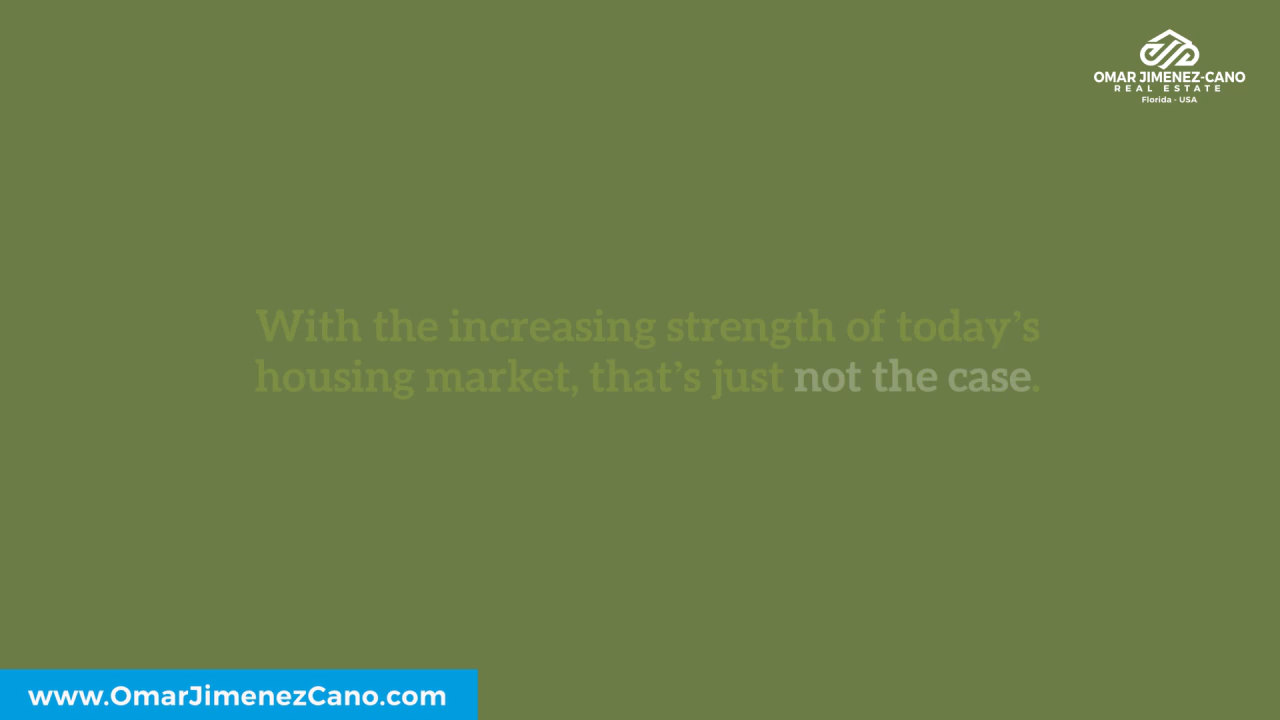 OMAR JIMENEZ-CANO
REAL ESTATE
Florida - USA
With the increasing strength of today’s
housing market, that’s just not the case.
www.OmarJimenezCano.com